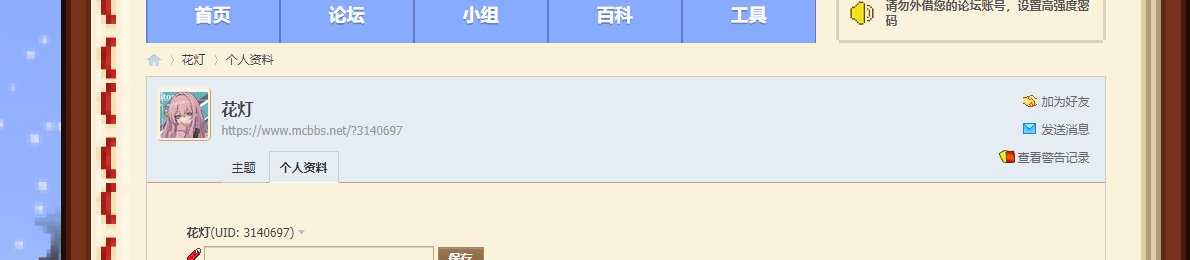 首页 论坛 小组 百科 工具
请勿外借您的论坛账号，设置高强度密
码
花灯 个人资料
花灯
https://www.mcbbs.net/?3140697
加为好友
发送消息
查看警告记录
主题 个人资料
花灯(UID: 3140697)
保存